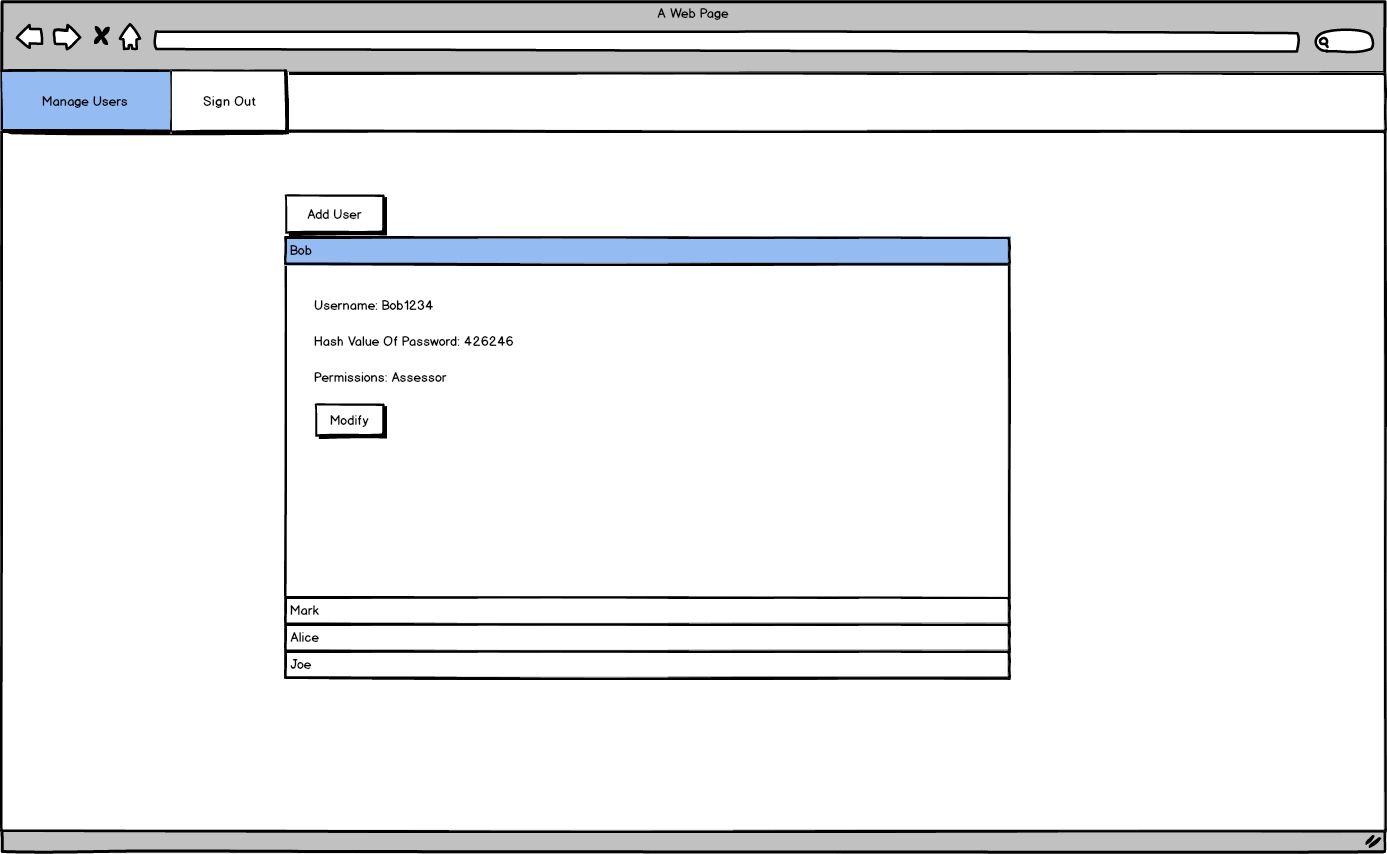 A Web Page
Manage Users
Sign Out
Add User
Bob
Username: Bob1234
Hash Value Of Password: 426246
Permissions: Assessor
Modify
Mark
Alice
Joe